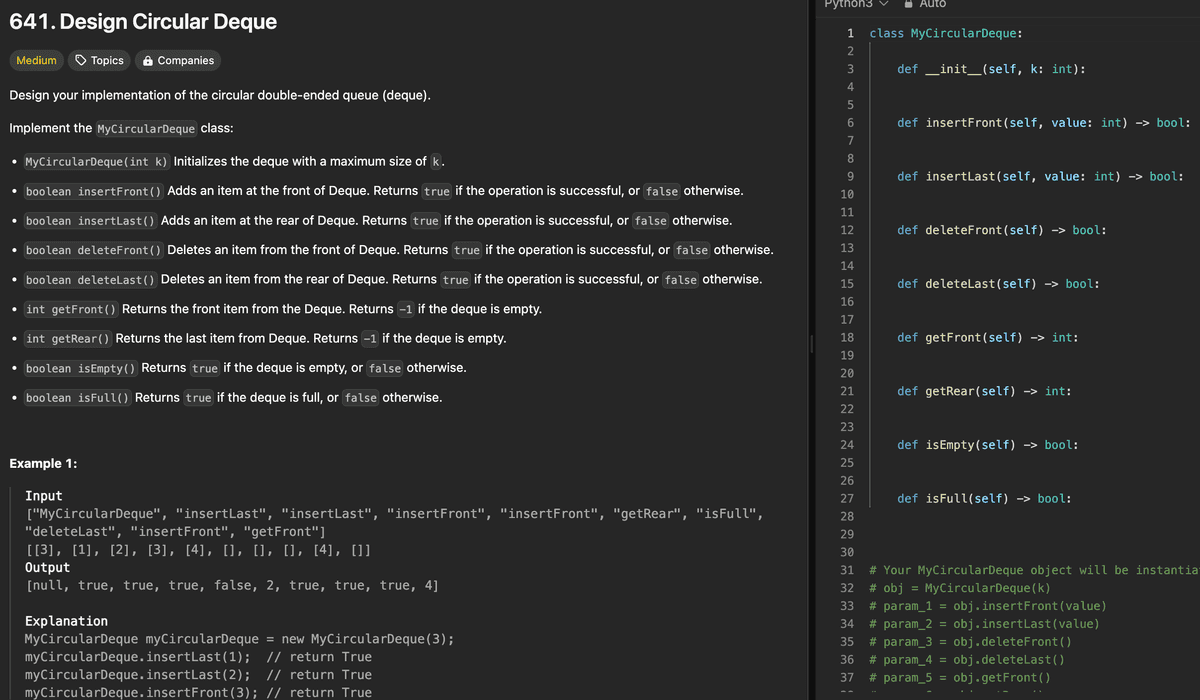 641. Design Circular Deque
Medium Topics Companies
Design your implementation of the circular double-ended queue (deque).
Implement the MyCircularDeque class:
• MyCircularDeque(int k) Initializes the deque with a maximum size of k.
• boolean insertFront() Adds an item at the front of Deque. Returns true if the operation is successful, or false otherwise.
• boolean insertLast() Adds an item at the rear of Deque. Returns true if the operation is successful, or false otherwise.
• boolean deleteFront() Deletes an item from the front of Deque. Returns true if the operation is successful, or false otherwise.
• boolean deleteLast() Deletes an item from the rear of Deque. Returns true if the operation is successful, or false otherwise.
• int getFront() Returns the front item from the Deque. Returns -1 if the deque is empty.
• int getRear() Returns the last item from Deque. Returns -1 if the deque is empty.
• boolean isEmpty() Returns true if the deque is empty, or false otherwise.
• boolean isFull() Returns true if the deque is full, or false otherwise.
Example 1:
Input
["MyCircularDeque", "insertLast", "insertLast", "insertFront", "insertFront", "getRear", "isFull",
"deleteLast", "insertFront", "getFront"]
[[3], [1], [2], [3], [4], [], [], [], [4], []]
Output
[null, true, true, true, false, 2, true, true, true, 4]
Explanation
MyCircularDeque myCircularDeque = new MyCircularDeque(3);
myCircularDeque.insertLast(1);  // return True
myCircularDeque.insertLast(2);  // return True
myCircularDeque.insertFront(3); // return True
Python3 Auto
1 class MyCircularDeque:
2
3     def __init__(self, k: int):
4
5
6     def insertFront(self, value: int) -> bool:
7
8
9     def insertLast(self, value: int) -> bool:
10
11
12     def deleteFront(self) -> bool:
13
14
15     def deleteLast(self) -> bool:
16
17
18     def getFront(self) -> int:
19
20
21     def getRear(self) -> int:
22
23
24     def isEmpty(self) -> bool:
25
26
27     def isFull(self) -> bool:
28
29
30
31 # Your MyCircularDeque object will be instantia
32 # obj = MyCircularDeque(k)
33 # param_1 = obj.insertFront(value)
34 # param_2 = obj.insertLast(value)
35 # param_3 = obj.deleteFront()
36 # param_4 = obj.deleteLast()
37 # param_5 = obj.getFront()